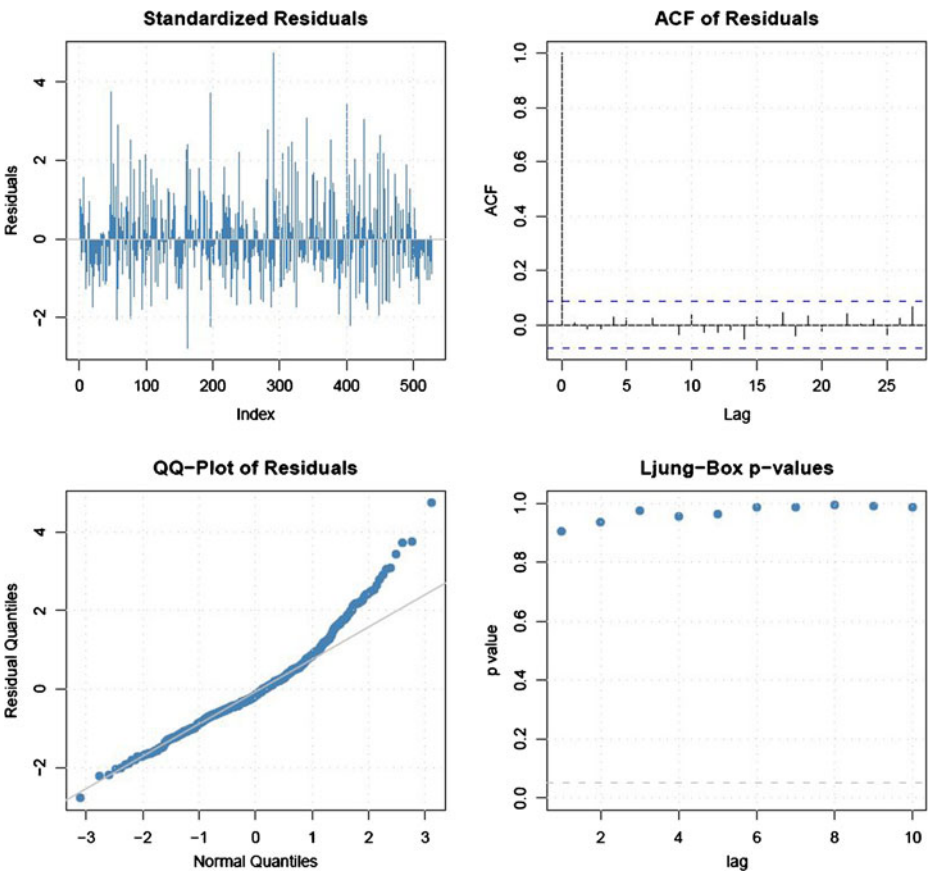 Standardized Residuals
Residuals
4
2
0
−2
0 100 200 300 400 500
Index
ACF of Residuals
ACF
1.0
0.8
0.6
0.4
0.2
0.0
0 5 10 15 20 25
Lag
QQ−Plot of Residuals
Residual Quantiles
4
2
0
−2
−3 −2 −1 0 1 2 3
Normal Quantiles
Ljung−Box p−values
p value
1.0
0.8
0.6
0.4
0.2
0.0
2 4 6 8 10
lag